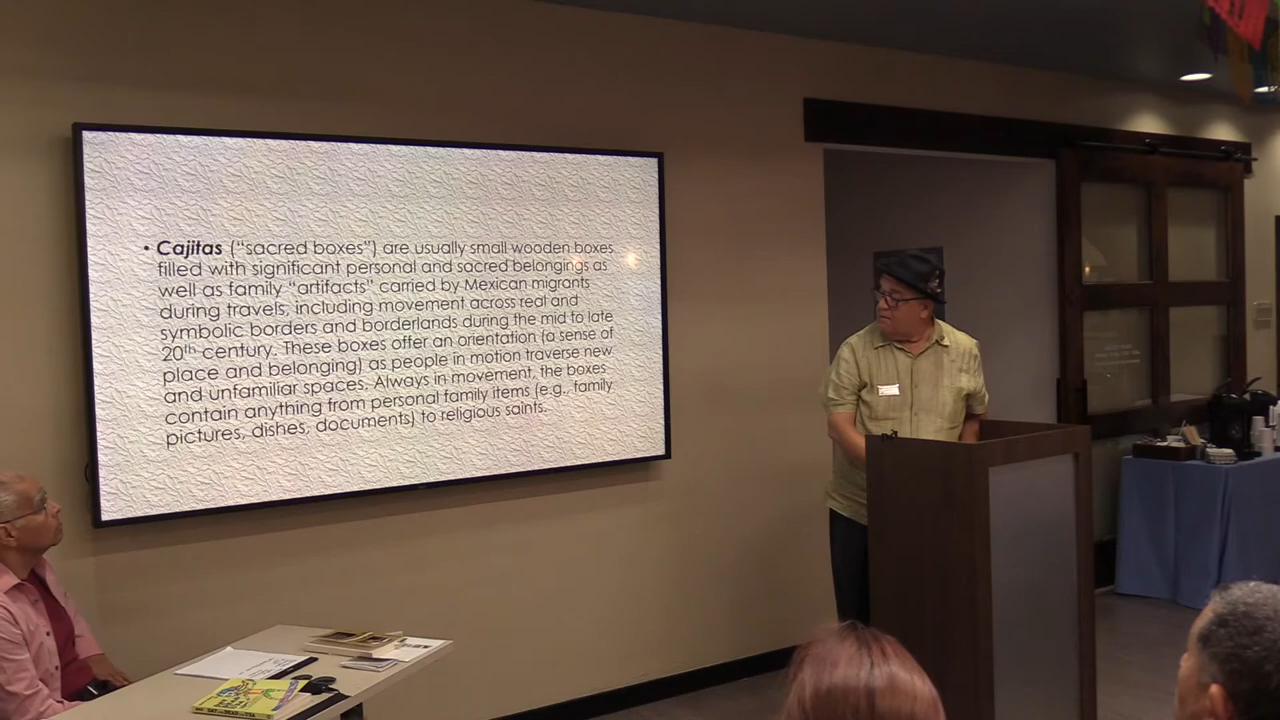 • Cajitas (“sacred boxes”) are usually small wooden boxes
filled with significant personal and sacred belongings as
well as family “artifacts” carried by Mexican migrants
during travels, including movement across real and
symbolic borders and borderlands during the mid to late
20th century. These boxes offer an orientation (a sense of
place and belonging) as people in motion traverse new
and unfamiliar spaces. Always in movement, the boxes
contain anything from personal family items (e.g., family
pictures, dishes, documents) to religious saints.